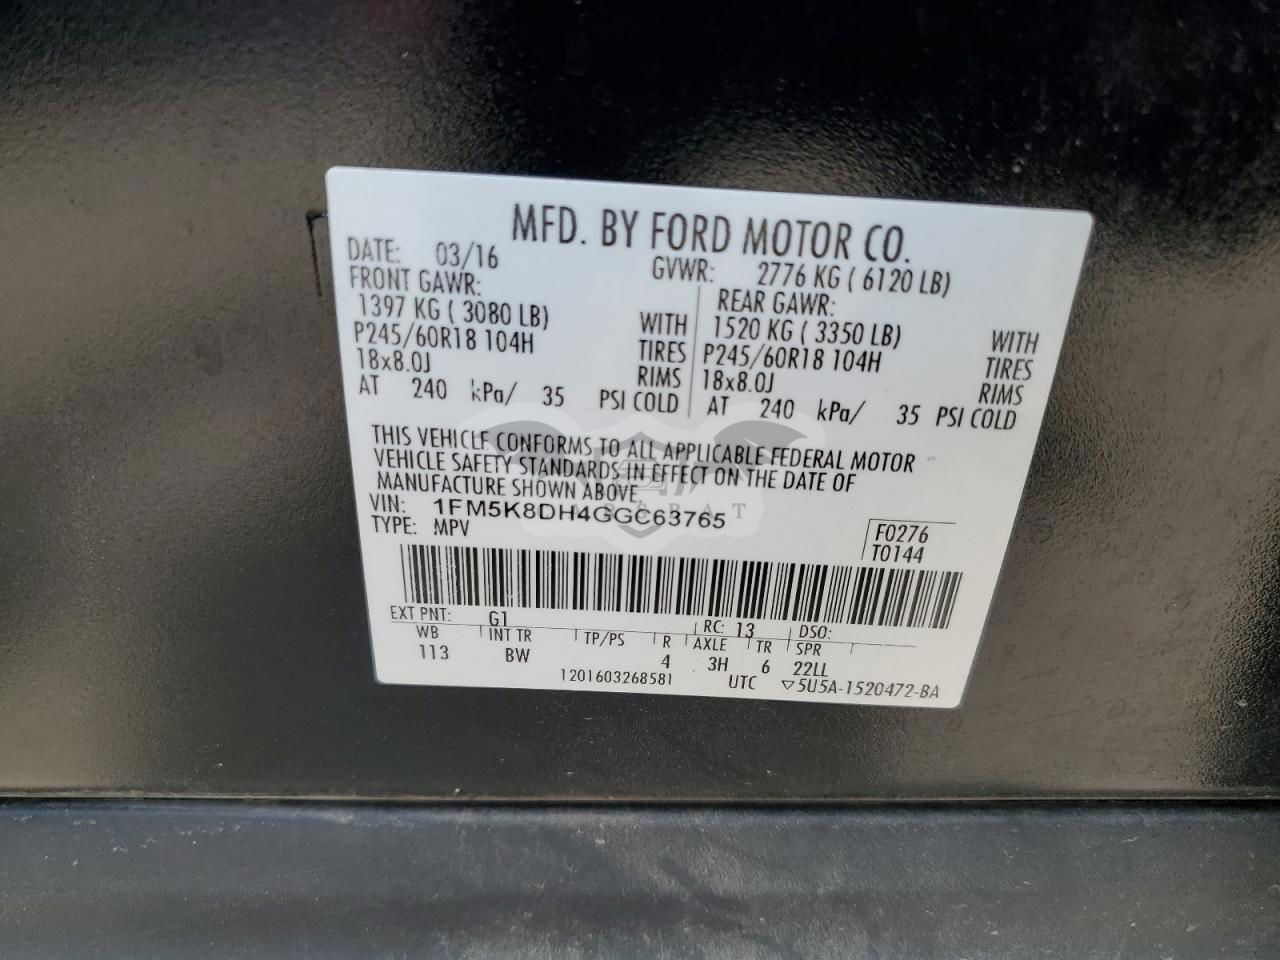 MFD. BY FORD MOTOR CO.
DATE: 03/16 GVWR: 2776 KG ( 6120 LB)
FRONT GAWR: REAR GAWR:
1397 KG ( 3080 LB) WITH 1520 KG ( 3350 LB) WITH
P245/60R18 104H TIRES P245/60R18 104H TIRES
18x8.0J RIMS 18x8.0J RIMS
AT 240 kPa/ 35 PSI COLD AT 240 kPa/ 35 PSI COLD
THIS VEHICLE CONFORMS TO ALL APPLICABLE FEDERAL MOTOR
VEHICLE SAFETY STANDARDS IN EFFECT ON THE DATE OF
MANUFACTURE SHOWN ABOVE.
VIN: 1FM5K8DH4GGC63765
TYPE: MPV
F0276
T0144
EXT PNT: G1 RC: 13 DSO:
WB INT TR TP/PS R AXLE TR SPR
113 BW 4 3H 6 22LL
1201603268581 UTC ▽5U5A-1520472-BA